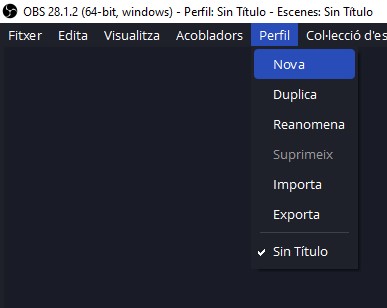 OBS 28.1.2 (64-bit, windows) - Perfil: Sin Título - Escenes: Sin Título
Fitxer Edita Visualitza Acobladors Perfil Col·lecció d'es
Nova
Duplica
Reanomena
Suprimeix
Importa
Exporta
Sin Título